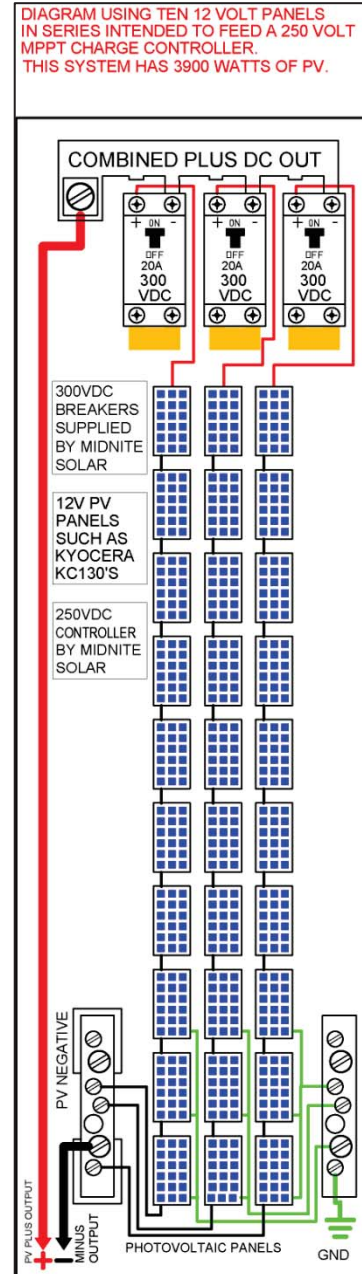 DIAGRAM USING TEN 12 VOLT PANELS
IN SERIES INTENDED TO FEED A 250 VOLT
MPPT CHARGE CONTROLLER.
THIS SYSTEM HAS 3900 WATTS OF PV.
COMBINED PLUS DC OUT
+ ON -
OFF
20A
300
VDC
+ ON -
OFF
20A
300
VDC
+ ON -
OFF
20A
300
VDC
300VDC
BREAKERS
SUPPLIED
BY MIDNITE
SOLAR
12V PV
PANELS
SUCH AS
KYOCERA
KC130'S
250VDC
CONTROLLER
BY MIDNITE
SOLAR
PV NEGATIVE
PV PLUS OUTPUT
+
-
MINUS
OUTPUT
PHOTOVOLTAIC PANELS
GND